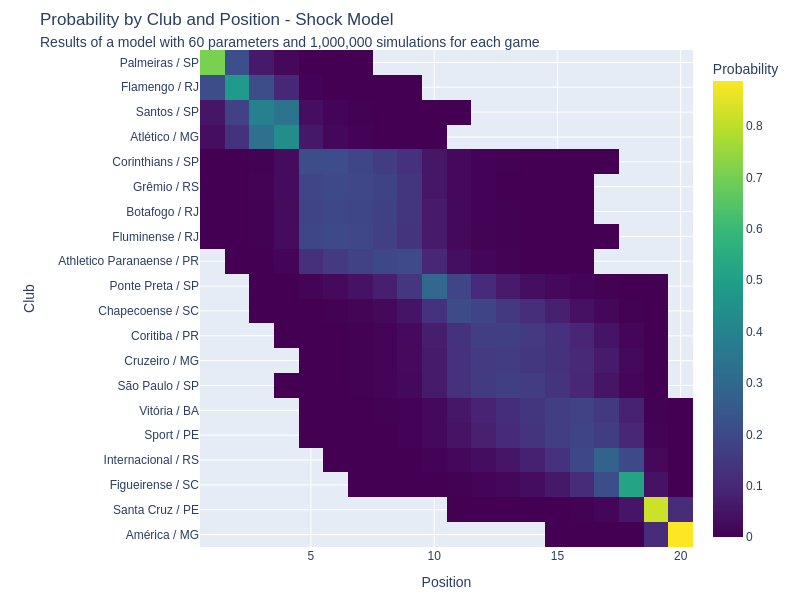 Probability by Club and Position - Shock Model
Results of a model with 60 parameters and 1,000,000 simulations for each game
Probability
Palmeiras / SP
Flamengo / RJ
Santos / SP
Atlético / MG
Corinthians / SP
Grêmio / RS
Botafogo / RJ
Fluminense / RJ
Athletico Paranaense / PR
Ponte Preta / SP
Chapecoense / SC
Coritiba / PR
Cruzeiro / MG
São Paulo / SP
Vitória / BA
Sport / PE
Internacional / RS
Figueirense / SC
Santa Cruz / PE
América / MG
Club
5
10
15
20
Position
0.8
0.7
0.6
0.5
0.4
0.3
0.2
0.1
0